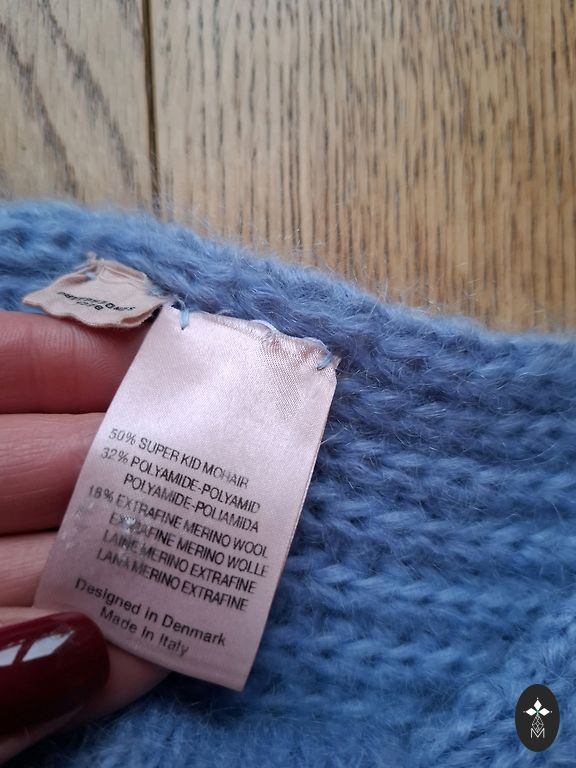 50% SUPER KID MOHAIR
32% POLYAMIDE-POLYAMID
POLYAMIDE-POLIAMIDA
18% EXTRAFINE MERINO WOOL
EXTRAFINE MERINO WOLLE
LAINE MERINO EXTRAFINE
LANA MERINO EXTRAFINE
Designed in Denmark
Made in Italy
M